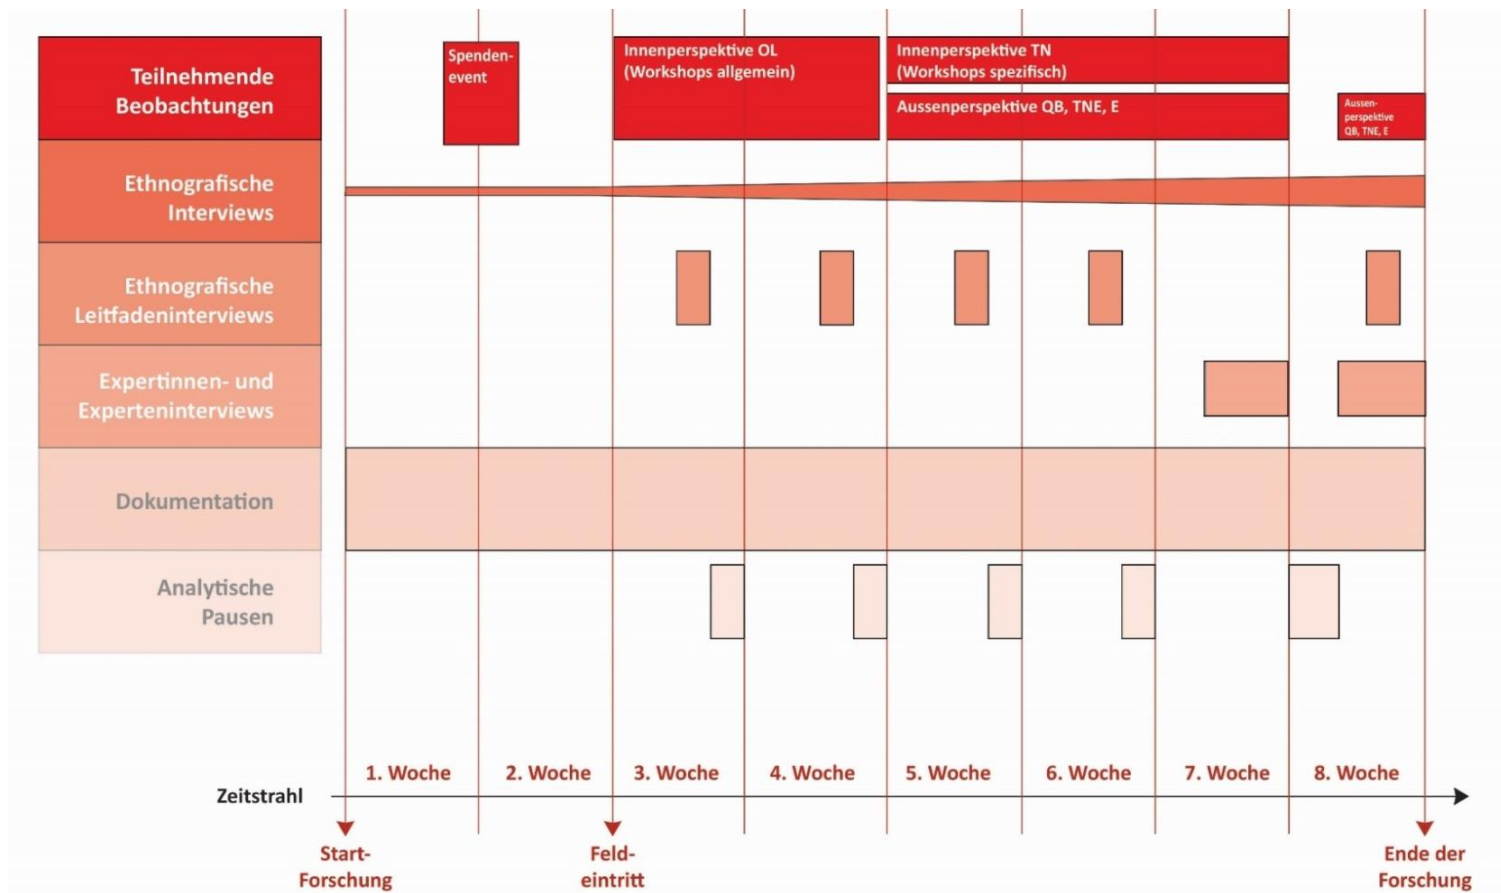 Teilnehmende
Beobachtungen
Spenden-
event
Innenperspektive OL
(Workshops allgemein)
Innenperspektive TN
(Workshops spezifisch)
Aussenperspektive QB, TNE, E
Aussen-
perspektive
QB, TNE, E
Ethnografische
Interviews
Ethnografische
Leitfadeninterviews
Expertinnen- und
Experteninterviews
Dokumentation
Analytische
Pausen
1. Woche
2. Woche
3. Woche
4. Woche
5. Woche
6. Woche
7. Woche
8. Woche
Zeitstrahl
Start-
Forschung
Feld-
eintritt
Ende der
Forschung